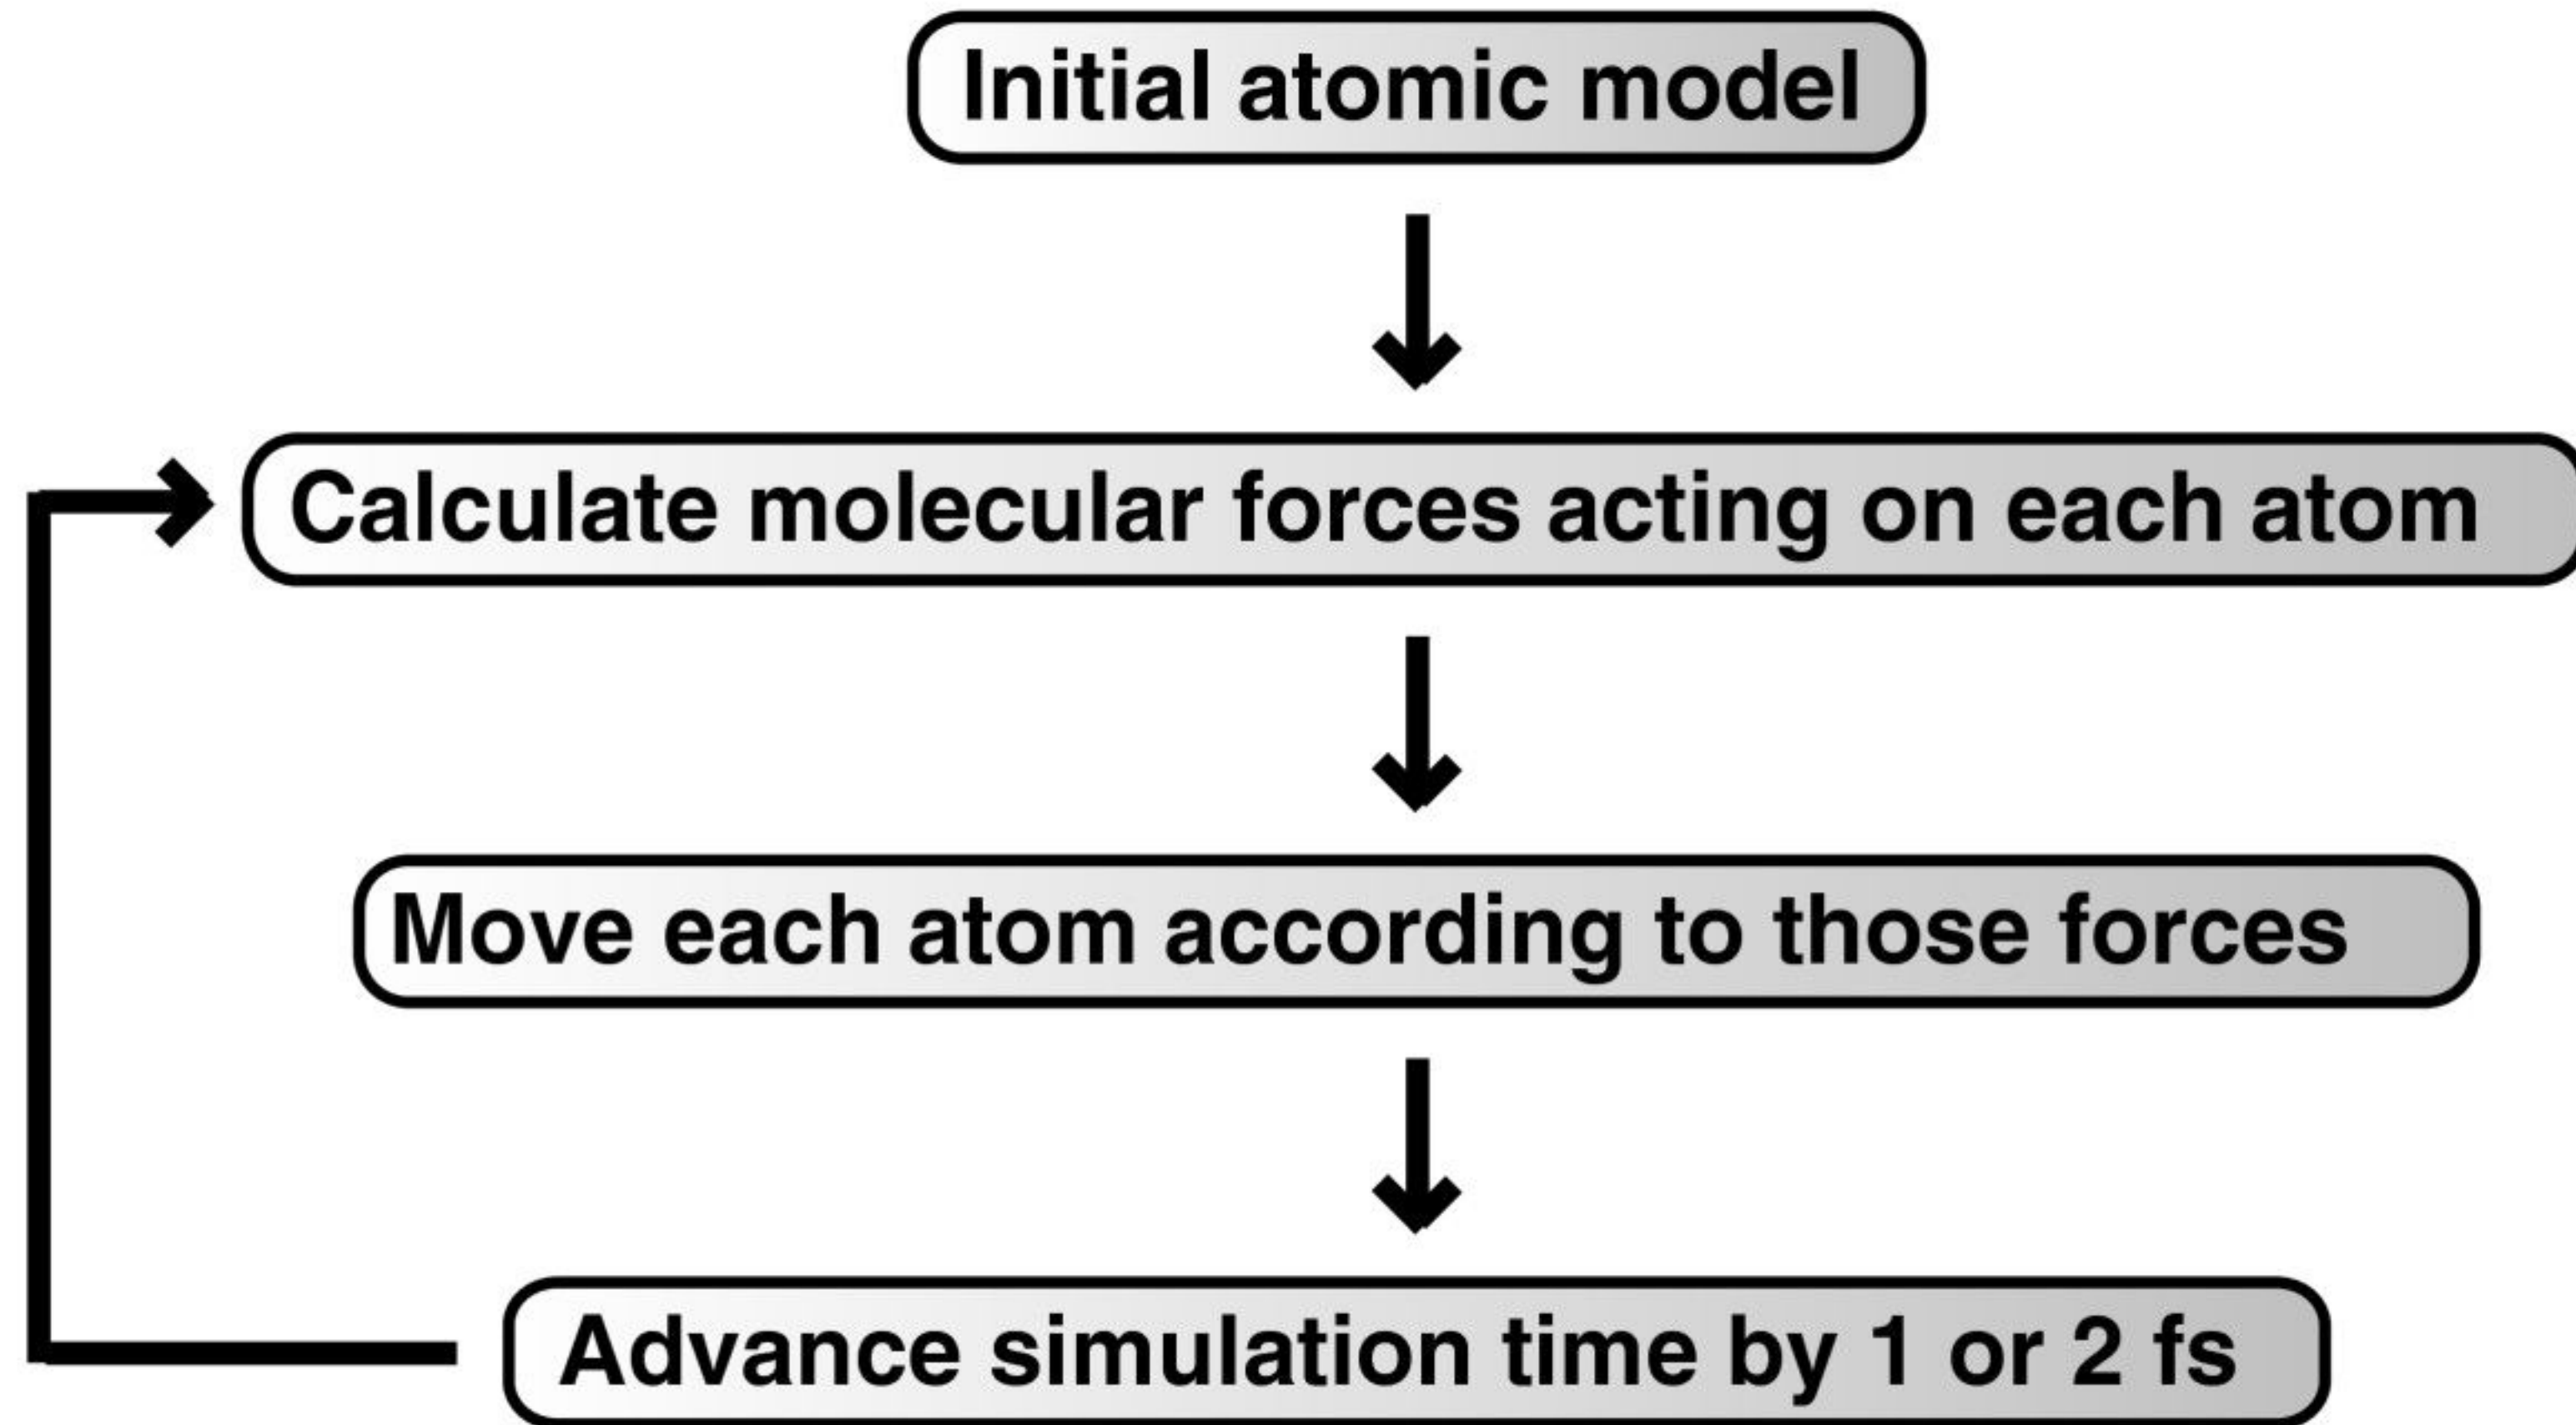 Initial atomic model
Calculate molecular forces acting on each atom
Move each atom according to those forces
Advance simulation time by 1 or 2 fs